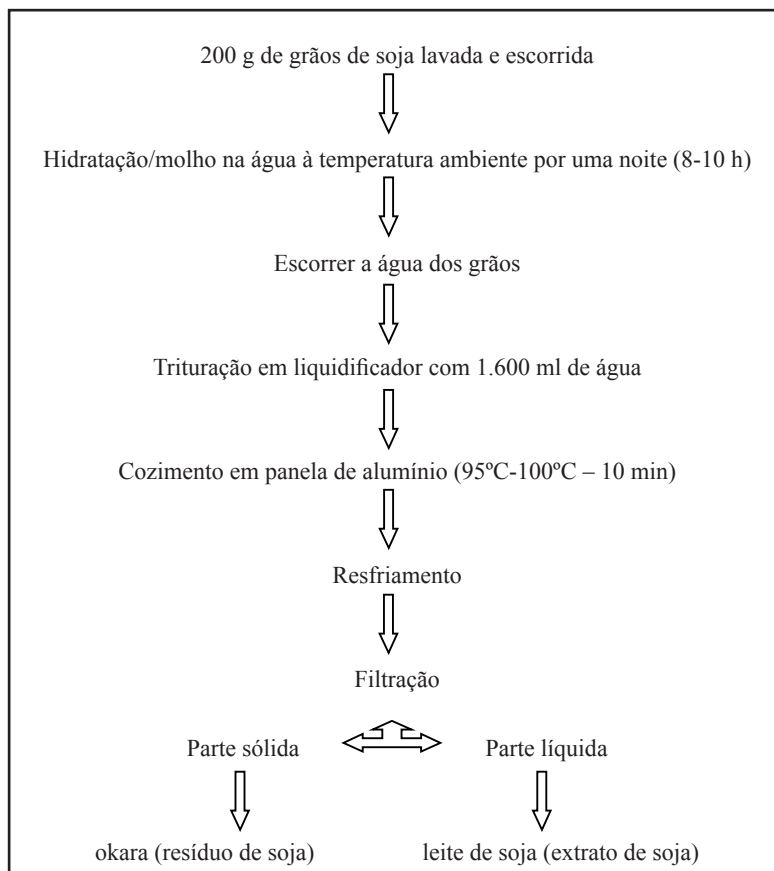 200 g de grãos de soja lavada e escorrida
Hidratação/molho na água à temperatura ambiente por uma noite (8-10 h)
Escorrer a água dos grãos
Trituração em liquidificador com 1.600 ml de água
Cozimento em panela de alumínio (95ºC-100ºC – 10 min)
Resfriamento
Filtração
Parte sólida
Parte líquida
okara (resíduo de soja)
leite de soja (extrato de soja)